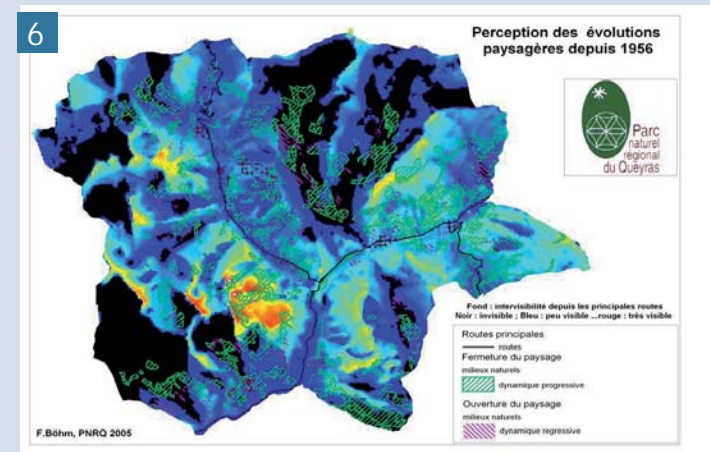 6
Perception des évolutions
paysagères depuis 1956
Parc
naturel
régional
du Queyras
Fond : intervisibilité depuis les principales routes
Noir : invisible ; Bleu : peu visible ...rouge : très visible
Routes principales
routes
Fermeture du paysage
milieux naturels
dynamique progressive
Ouverture du paysage
milieux naturels
dynamique regressive
F.Böhm, PNRQ 2005